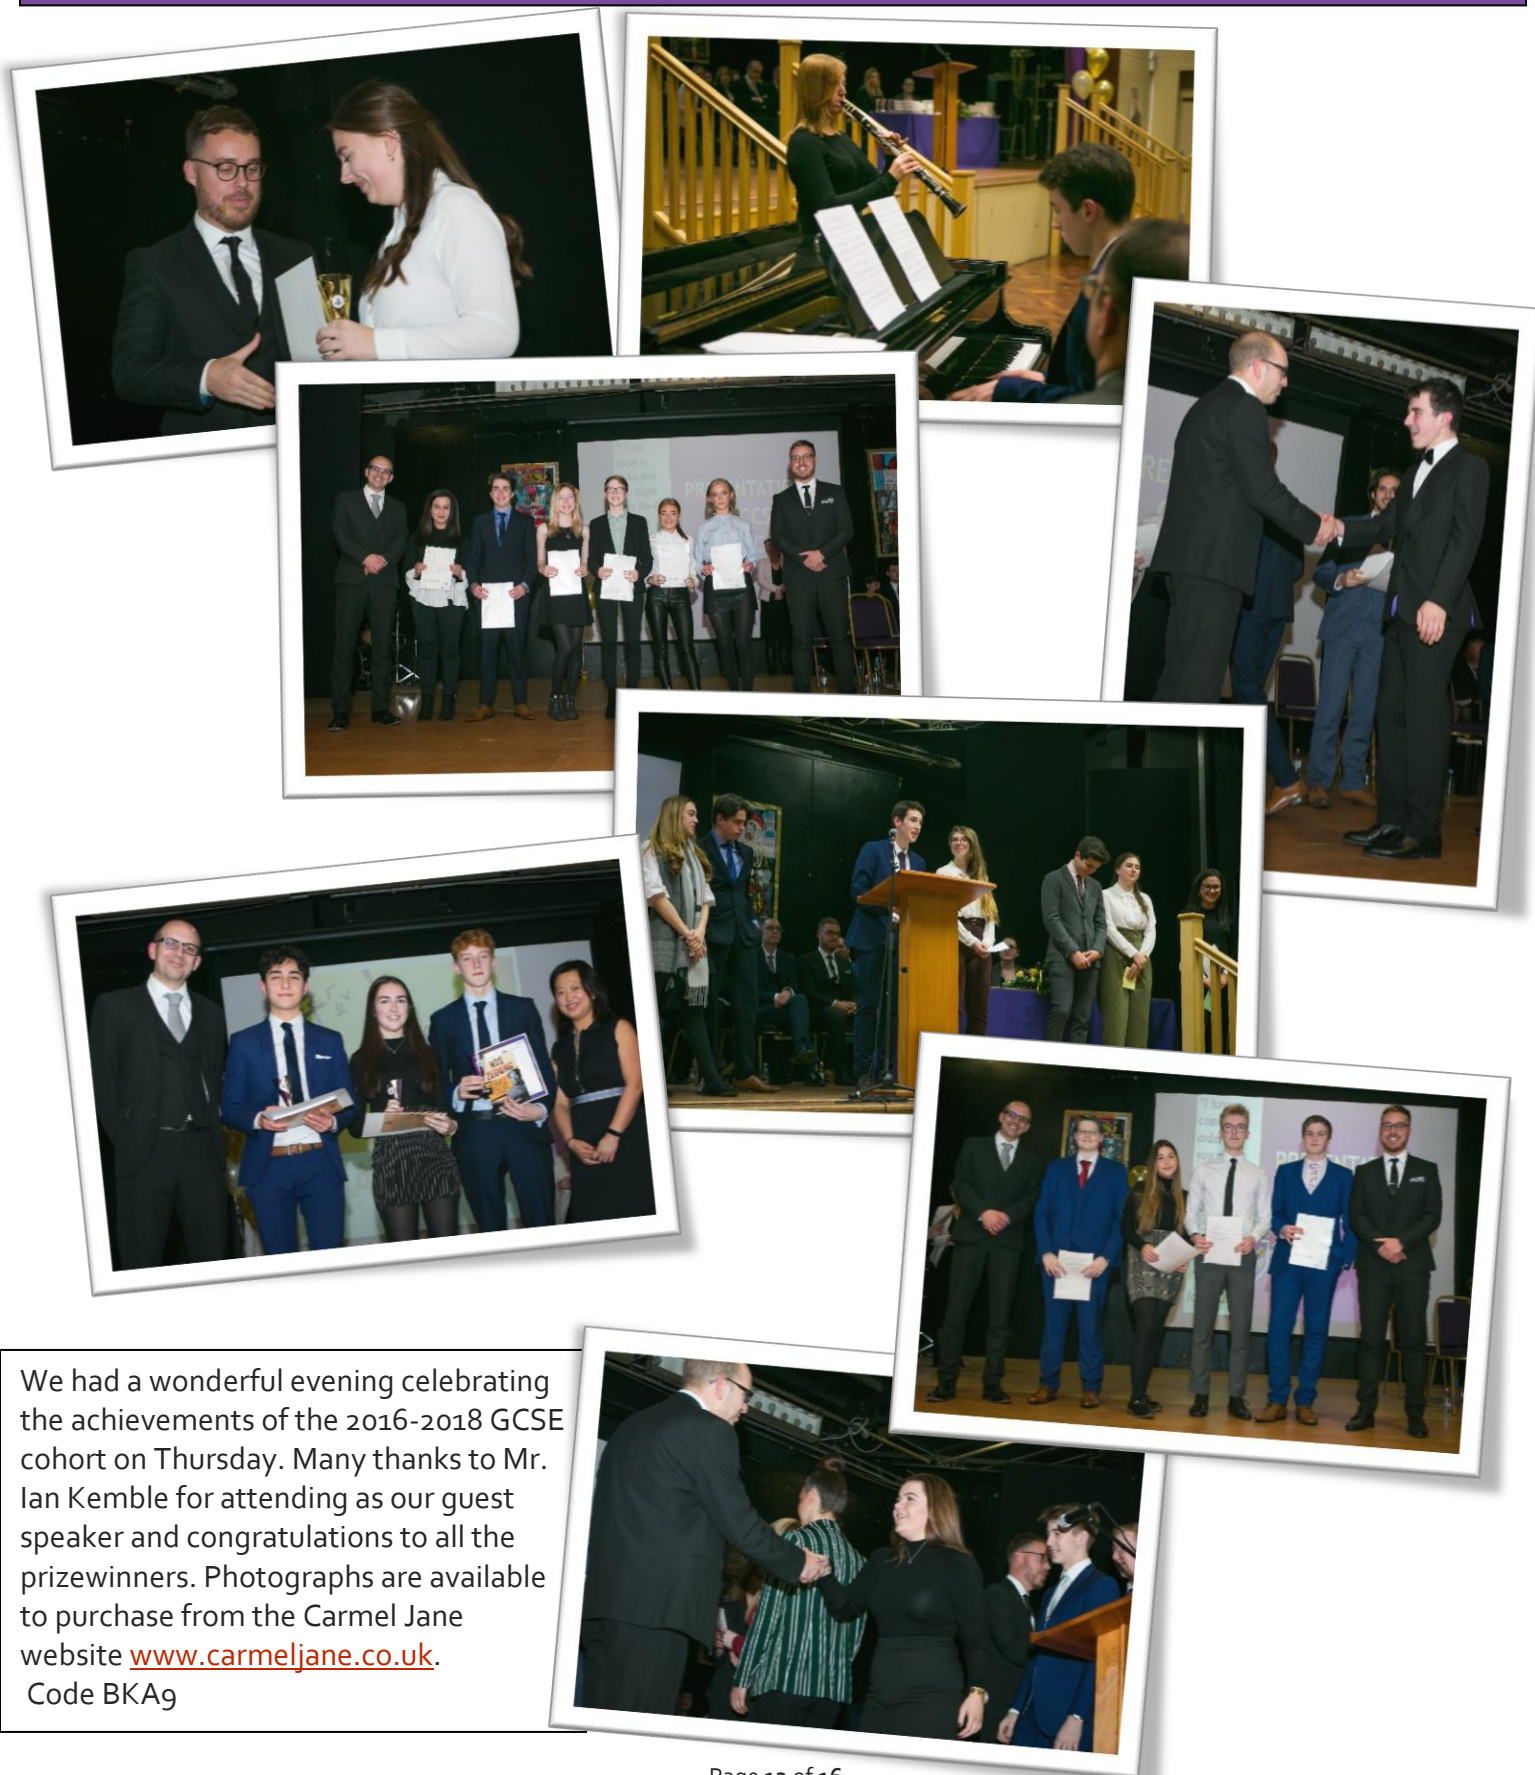 PRESENTATI
GCS
We had a wonderful evening celebrating
the achievements of the 2016-2018 GCSE
cohort on Thursday. Many thanks to Mr.
Ian Kemble for attending as our guest
speaker and congratulations to all the
prizewinners. Photographs are available
to purchase from the Carmel Jane
website www.carmeljane.co.uk.
Code BKA9